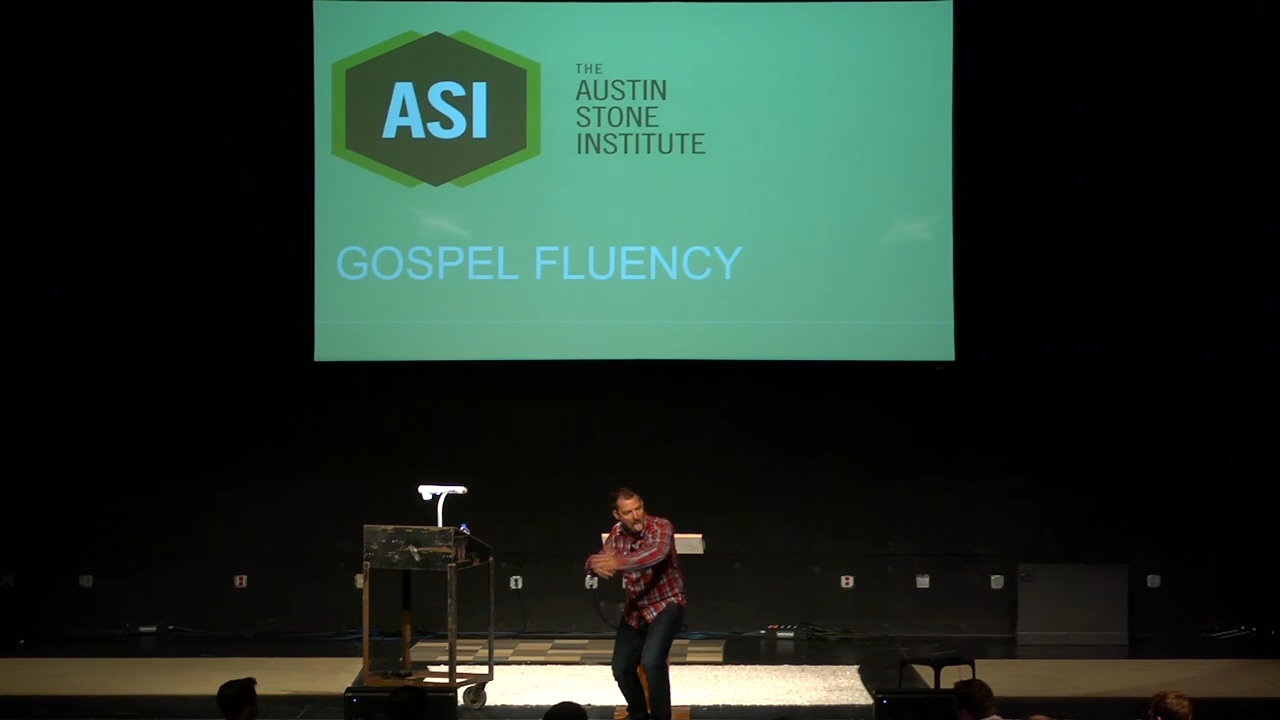 ASI
THE
AUSTIN
STONE
INSTITUTE
GOSPEL FLUENCY